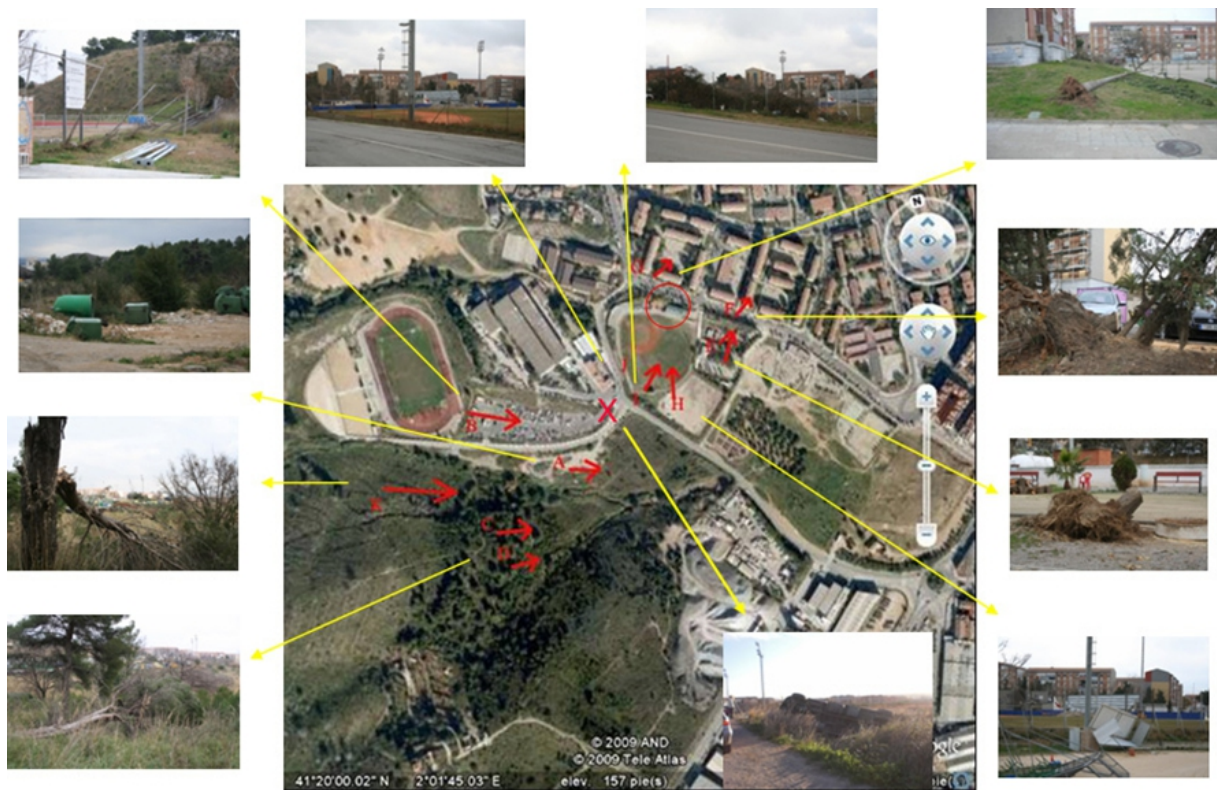 N
G
F
J
H
B
A
K
C
D
© 2009 AND
© 2009 Tele Atlas
41°20'00.02" N 2°01'45.03" E elev. 157 pie(s)